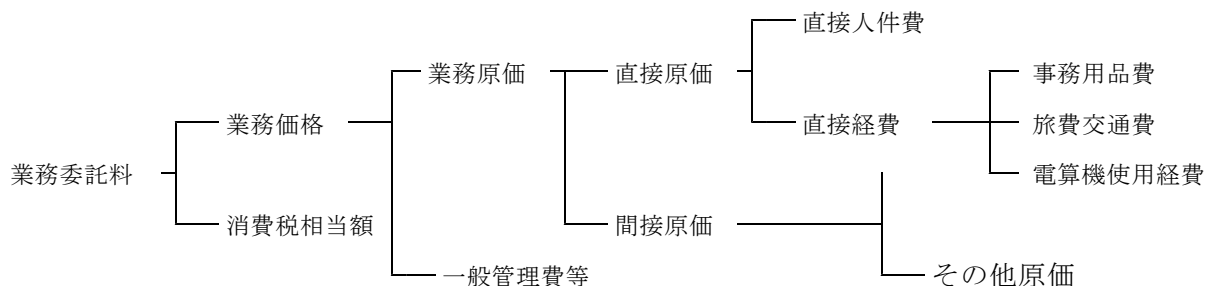 直接人件費
業務原価 直接原価 事務用品費
業務価格 直接経費 旅費交通費
業務委託料 電算機使用経費
消費税相当額 間接原価
一般管理費等 その他原価